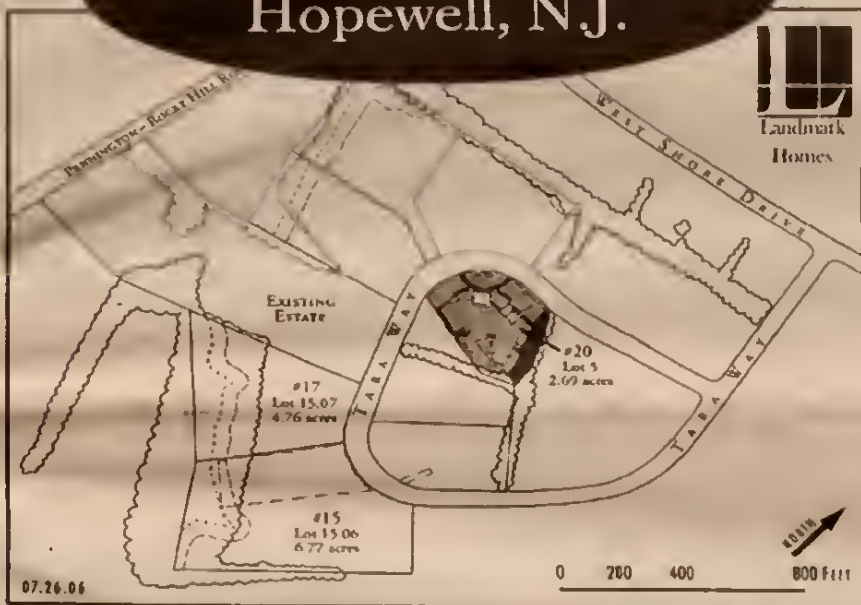 Hopewell, N.J.
Landmark
Homes
PENNINGTON - ROCKY HILL
WEST SHORE DRIVE
EXISTING
ESTATE
TARA WAY
#20
Lot 5
2.69 acres
#17
Lot 15.07
4.76 acres
TARA WAY
#15
Lot 15.06
6.77 acres
NORTH
07.26.06
0 200 400 800 FEET